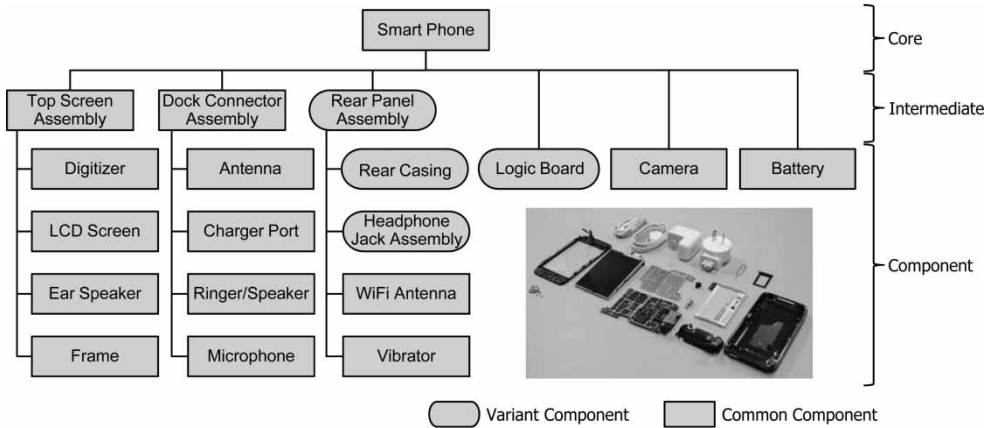 Smart Phone
Core
Top Screen
Assembly
Dock Connector
Assembly
Rear Panel
Assembly
Intermediate
Digitizer
Antenna
Rear Casing
Logic Board
Camera
Battery
LCD Screen
Charger Port
Headphone
Jack Assembly
Component
Ear Speaker
Ringer/Speaker
WiFi Antenna
Frame
Microphone
Vibrator
Variant Component
Common Component